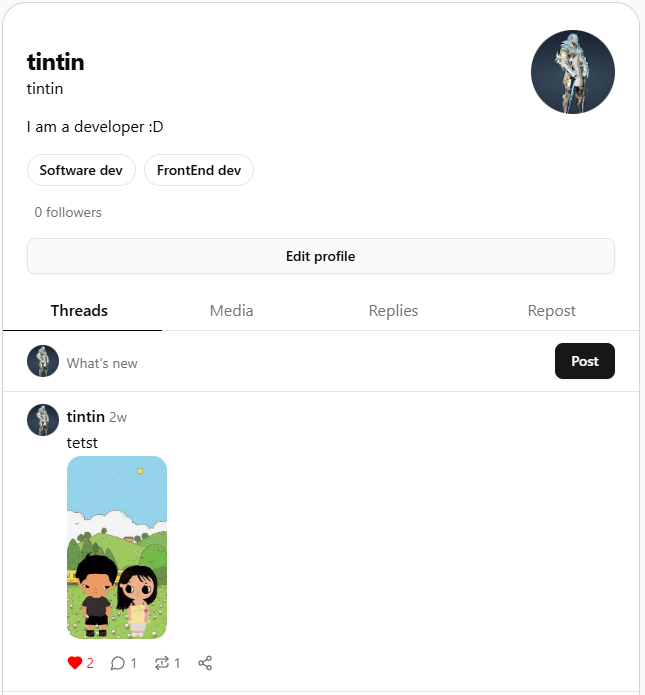 tintin
tintin
I am a developer :D
Software dev FrontEnd dev
0 followers
Edit profile
Threads Media Replies Repost
What's new Post
tintin 2w
tetst
2 1 1